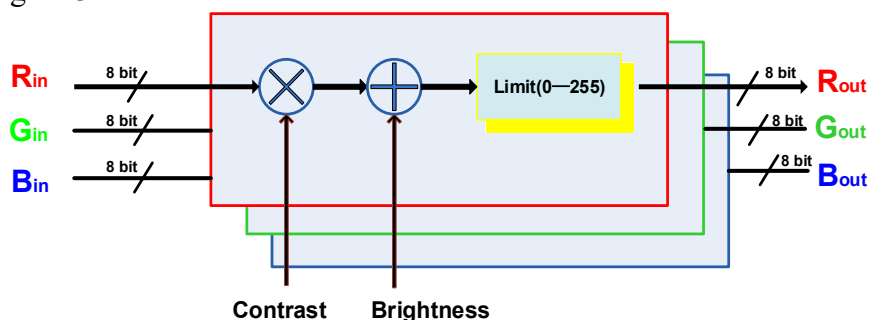 Rin
8 bit
Limit(0—255)
8 bit
Rout
Gin
8 bit
8 bit
Gout
Bin
8 bit
8 bit
Bout
Contrast
Brightness